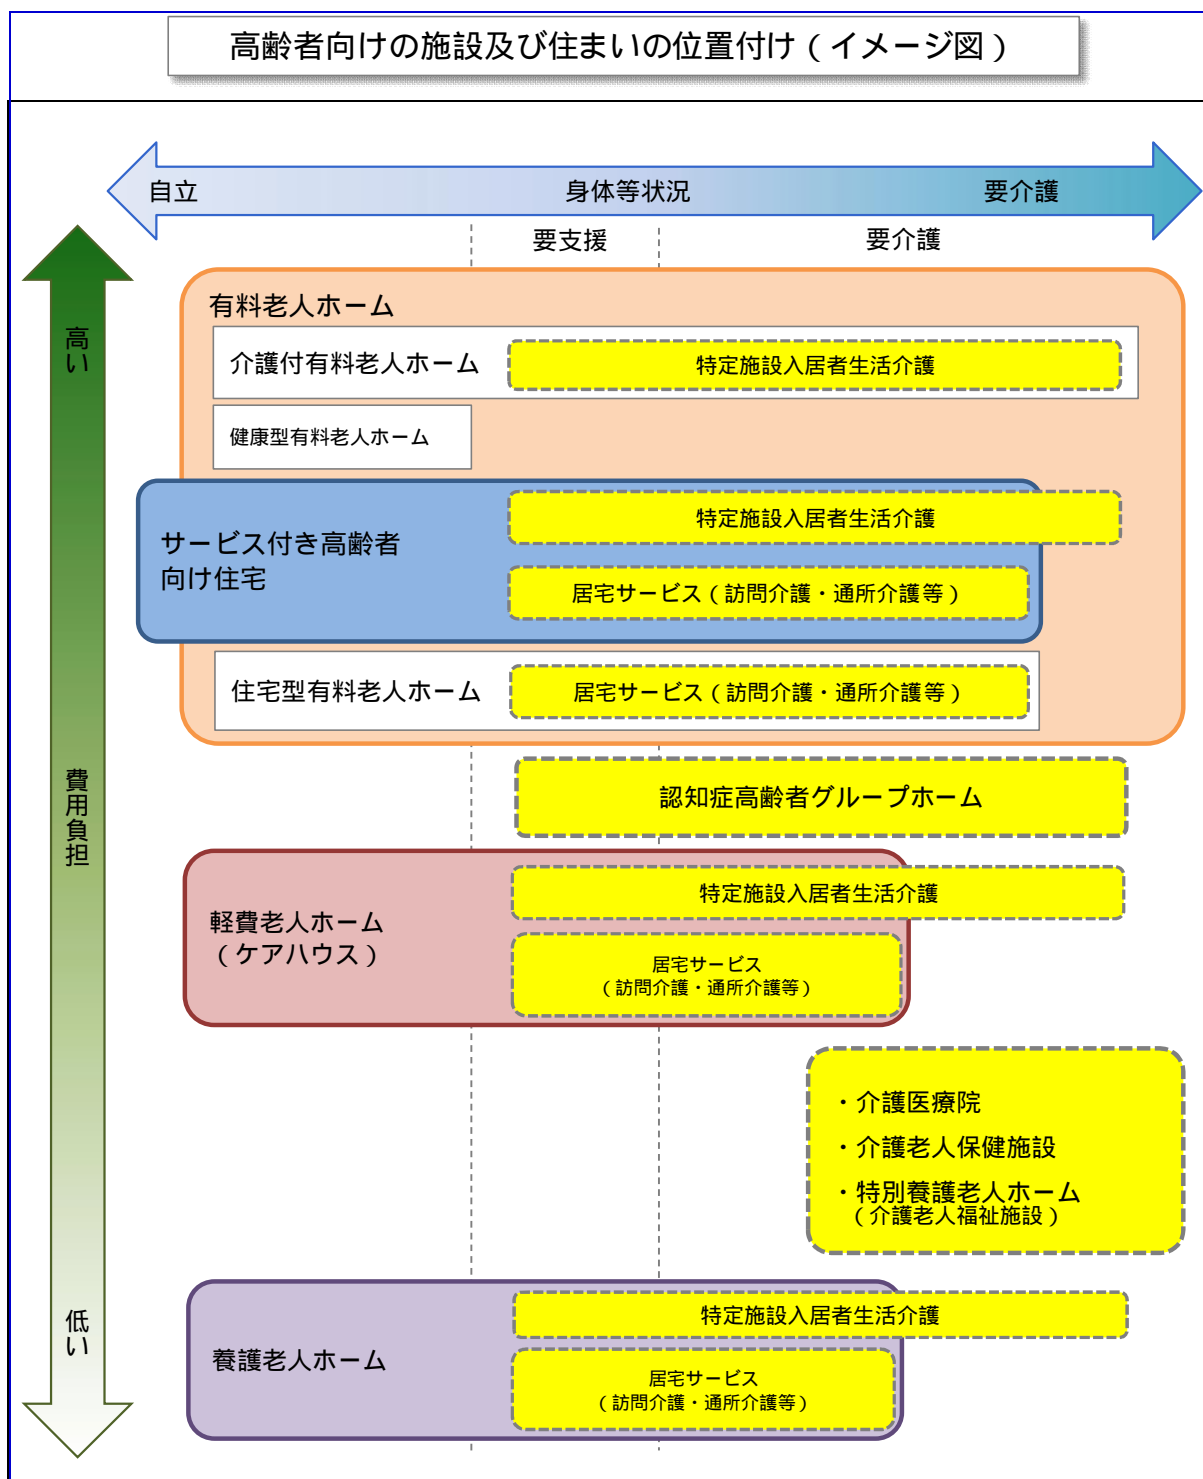 高齢者向けの施設及び住まいの位置付け（イメージ図）
自立
身体等状況
要介護
要支援
要介護
高い
費用負担
低い
有料老人ホーム
介護付有料老人ホーム
特定施設入居者生活介護
健康型有料老人ホーム
サービス付き高齢者
向け住宅
特定施設入居者生活介護
居宅サービス（訪問介護・通所介護等）
住宅型有料老人ホーム
居宅サービス（訪問介護・通所介護等）
認知症高齢者グループホーム
軽費老人ホーム
（ケアハウス）
特定施設入居者生活介護
居宅サービス
（訪問介護・通所介護等）
・介護医療院
・介護老人保健施設
・特別養護老人ホーム
（介護老人福祉施設）
養護老人ホーム
特定施設入居者生活介護
居宅サービス
（訪問介護・通所介護等）